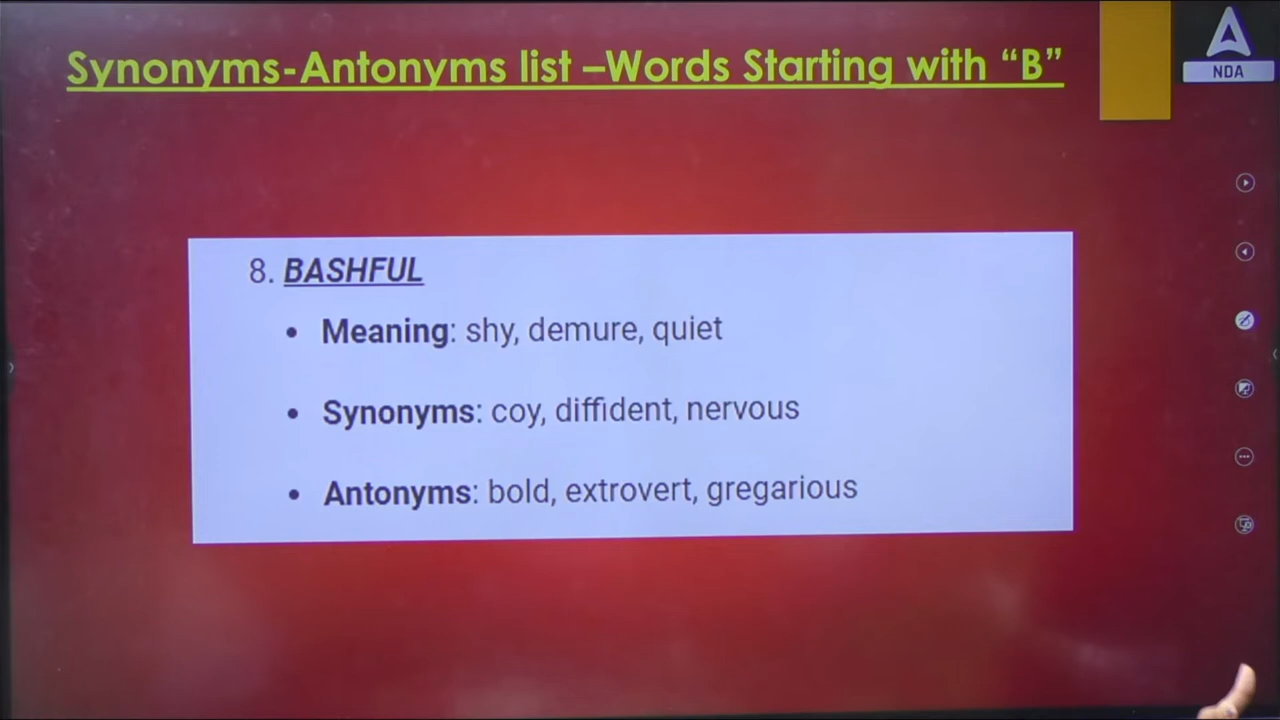 Synonyms-Antonyms list –Words Starting with “B”
NDA
8. BASHFUL
• Meaning: shy, demure, quiet
• Synonyms: coy, diffident, nervous
• Antonyms: bold, extrovert, gregarious